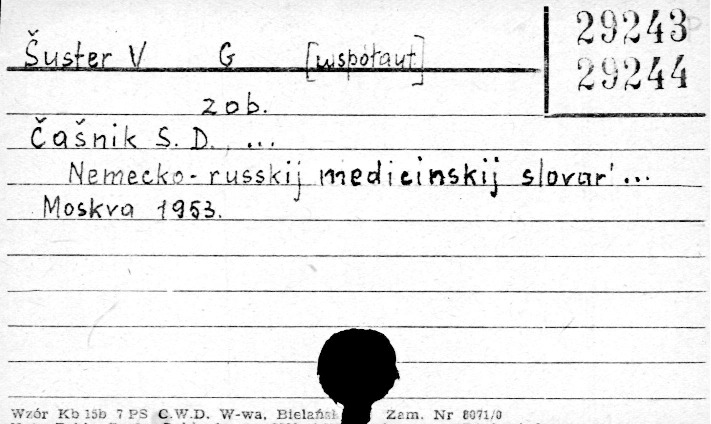 Šuster V G [współaut]
29243
29244
zob.
Čašnik S. D., ...
Nemecko-russkij medicinskij slovar' ...
Moskva 1953.
Wzór Kb 15b 7 PS C.W.D. W-wa, Zam. Nr 8071/0